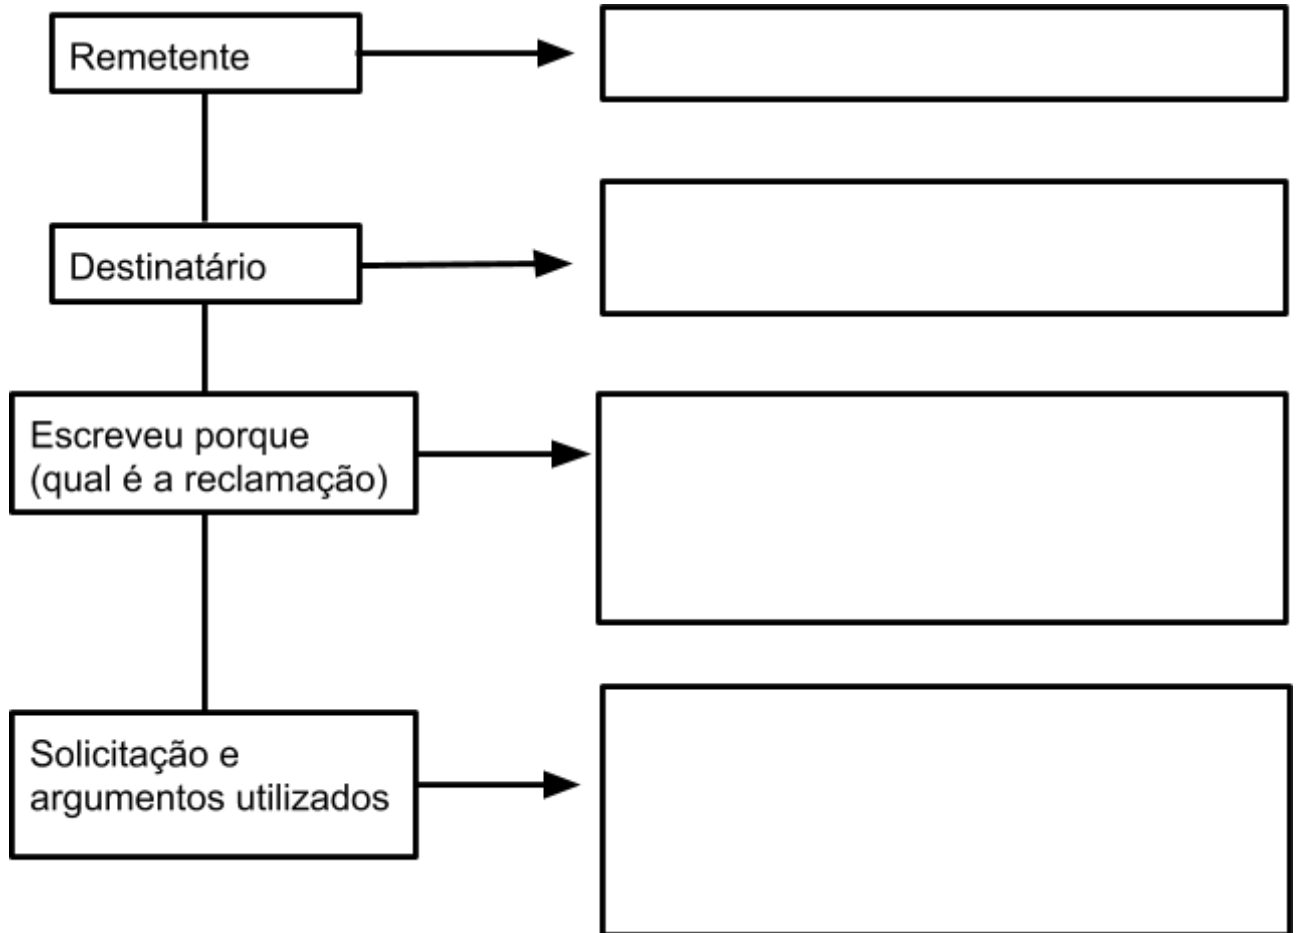 Remetente
Destinatário
Escreveu porque
(qual é a reclamação)
Solicitação e
argumentos utilizados